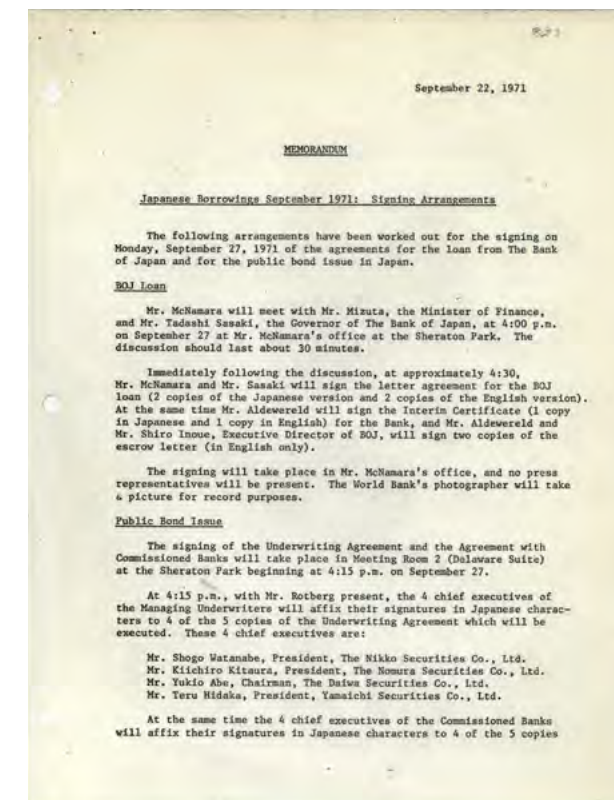 September 22, 1971
MEMORANDUM
Japanese Borrowings September 1971: Signing Arrangements
The following arrangements have been worked out for the signing on
Monday, September 27, 1971 of the agreements for the loan from The Bank
of Japan and for the public bond issue in Japan.
BOJ Loan
Mr. McNamara will meet with Mr. Mizuta, the Minister of Finance,
and Mr. Tadashi Sasaki, the Governor of The Bank of Japan, at 4:00 p.m.
on September 27 at Mr. McNamara's office at the Sheraton Park. The
discussion should last about 30 minutes.
Immediately following the discussion, at approximately 4:30,
Mr. McNamara and Mr. Sasaki will sign the letter agreement for the BOJ
loan (2 copies of the Japanese version and 2 copies of the English version).
At the same time Mr. Aldewereld will sign the Interim Certificate (1 copy
in Japanese and 1 copy in English) for the Bank, and Mr. Aldewereld and
Mr. Shiro Inoue, Executive Director of BOJ, will sign two copies of the
escrow letter (in English only).
The signing will take place in Mr. McNamara's office, and no press
representatives will be present. The World Bank's photographer will take
a picture for record purposes.
Public Bond Issue
The signing of the Underwriting Agreement and the Agreement with
Commissioned Banks will take place in Meeting Room 2 (Delaware Suite)
at the Sheraton Park beginning at 4:15 p.m. on September 27.
At 4:15 p.m., with Mr. Rotberg present, the 4 chief executives of
the Managing Underwriters will affix their signatures in Japanese charac-
ters to 4 of the 5 copies of the Underwriting Agreement which will be
executed. These 4 chief executives are:
Mr. Shogo Watanabe, President, The Nikko Securities Co., Ltd.
Mr. Kiichiro Kitaura, President, The Nomura Securities Co., Ltd.
Mr. Yukio Abe, Chairman, The Daiwa Securities Co., Ltd.
Mr. Teru Hidaka, President, Yamaichi Securities Co., Ltd.
At the same time the 4 chief executives of the Commissioned Banks
will affix their signatures in Japanese characters to 4 of the 5 copies